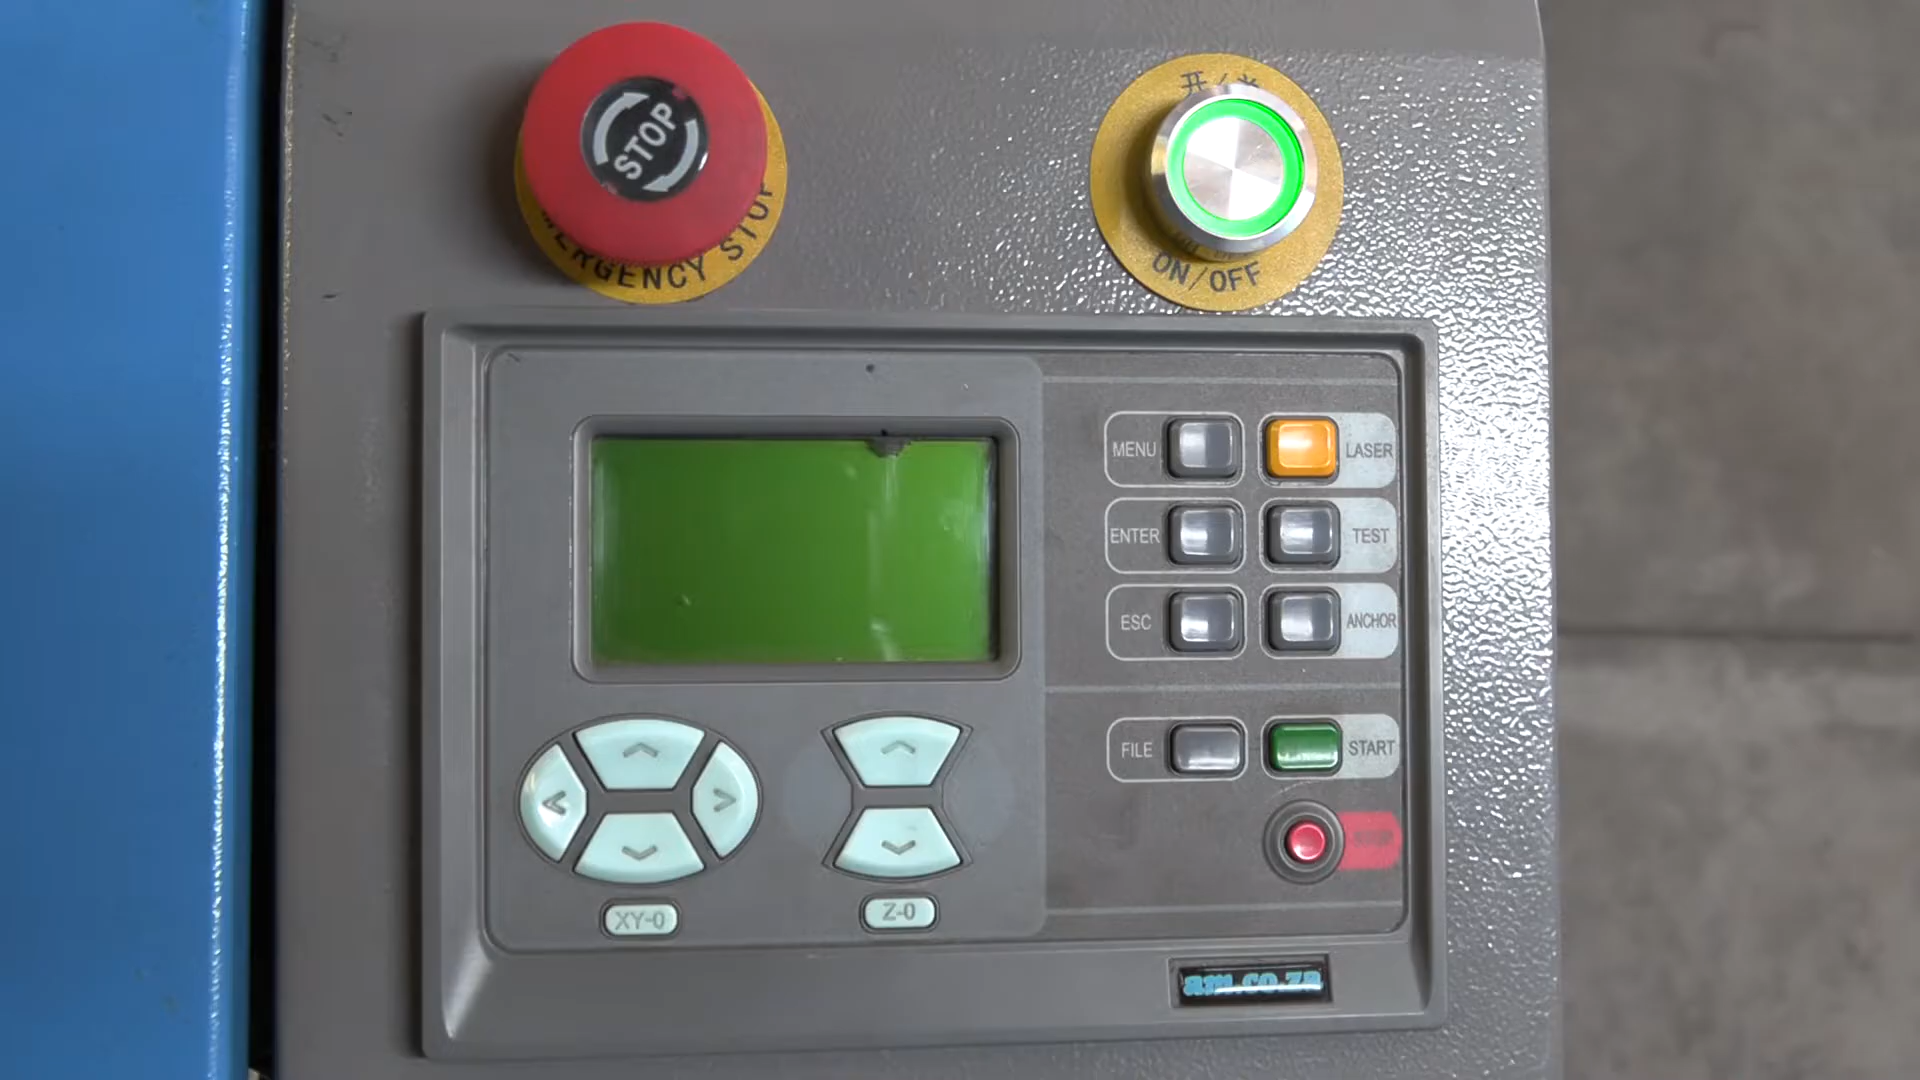 STOP
EMERGENCY STOP
开/关
ON/OFF
MENU
LASER
ENTER
TEST
ESC
ANCHOR
FILE
START
STOP
XY-0
Z-0
am.co.za